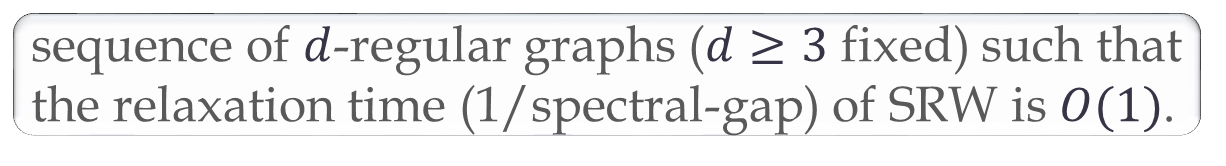 sequence of d-regular graphs (d ≥ 3 fixed) such that
the relaxation time (1/spectral-gap) of SRW is O(1).